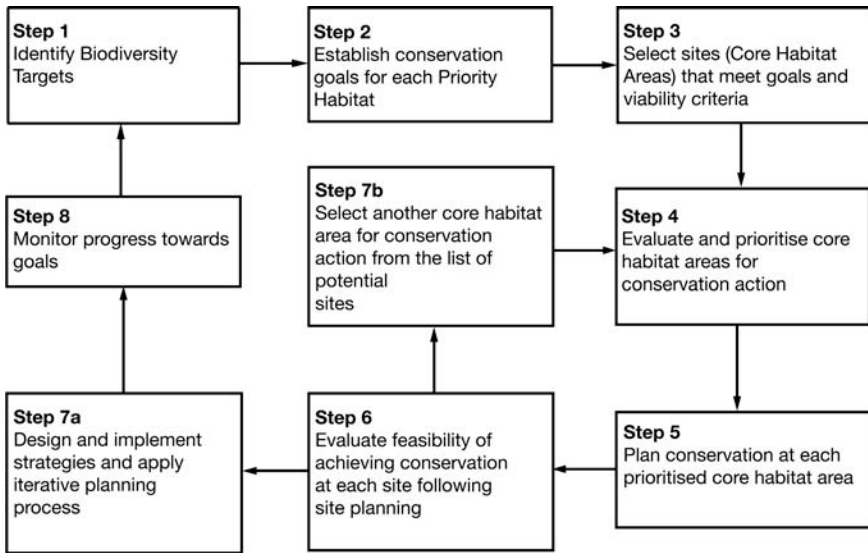 Step 1
Identify Biodiversity
Targets
Step 2
Establish conservation
goals for each Priority
Habitat
Step 3
Select sites (Core Habitat
Areas) that meet goals and
viability criteria
Step 8
Monitor progress towards
goals
Step 7b
Select another core habitat
area for conservation
action from the list of
potential
sites
Step 4
Evaluate and prioritise core
habitat areas for
conservation action
Step 7a
Design and implement
strategies and apply
iterative planning
process
Step 6
Evaluate feasibility of
achieving conservation
at each site following
site planning
Step 5
Plan conservation at each
prioritised core habitat area